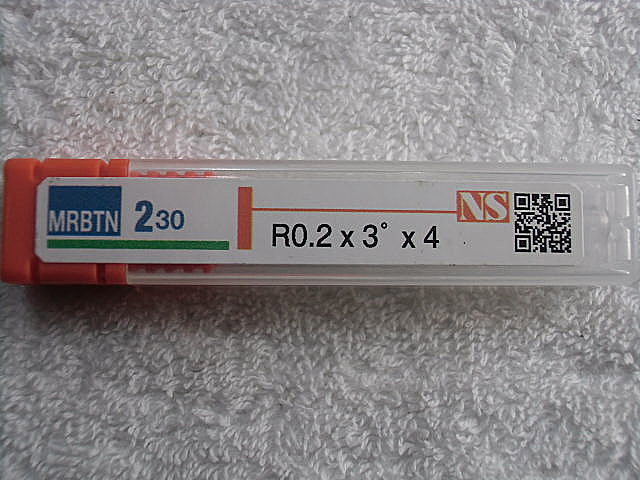 MRBTN 230
NS
R0.2 x 3° x 4